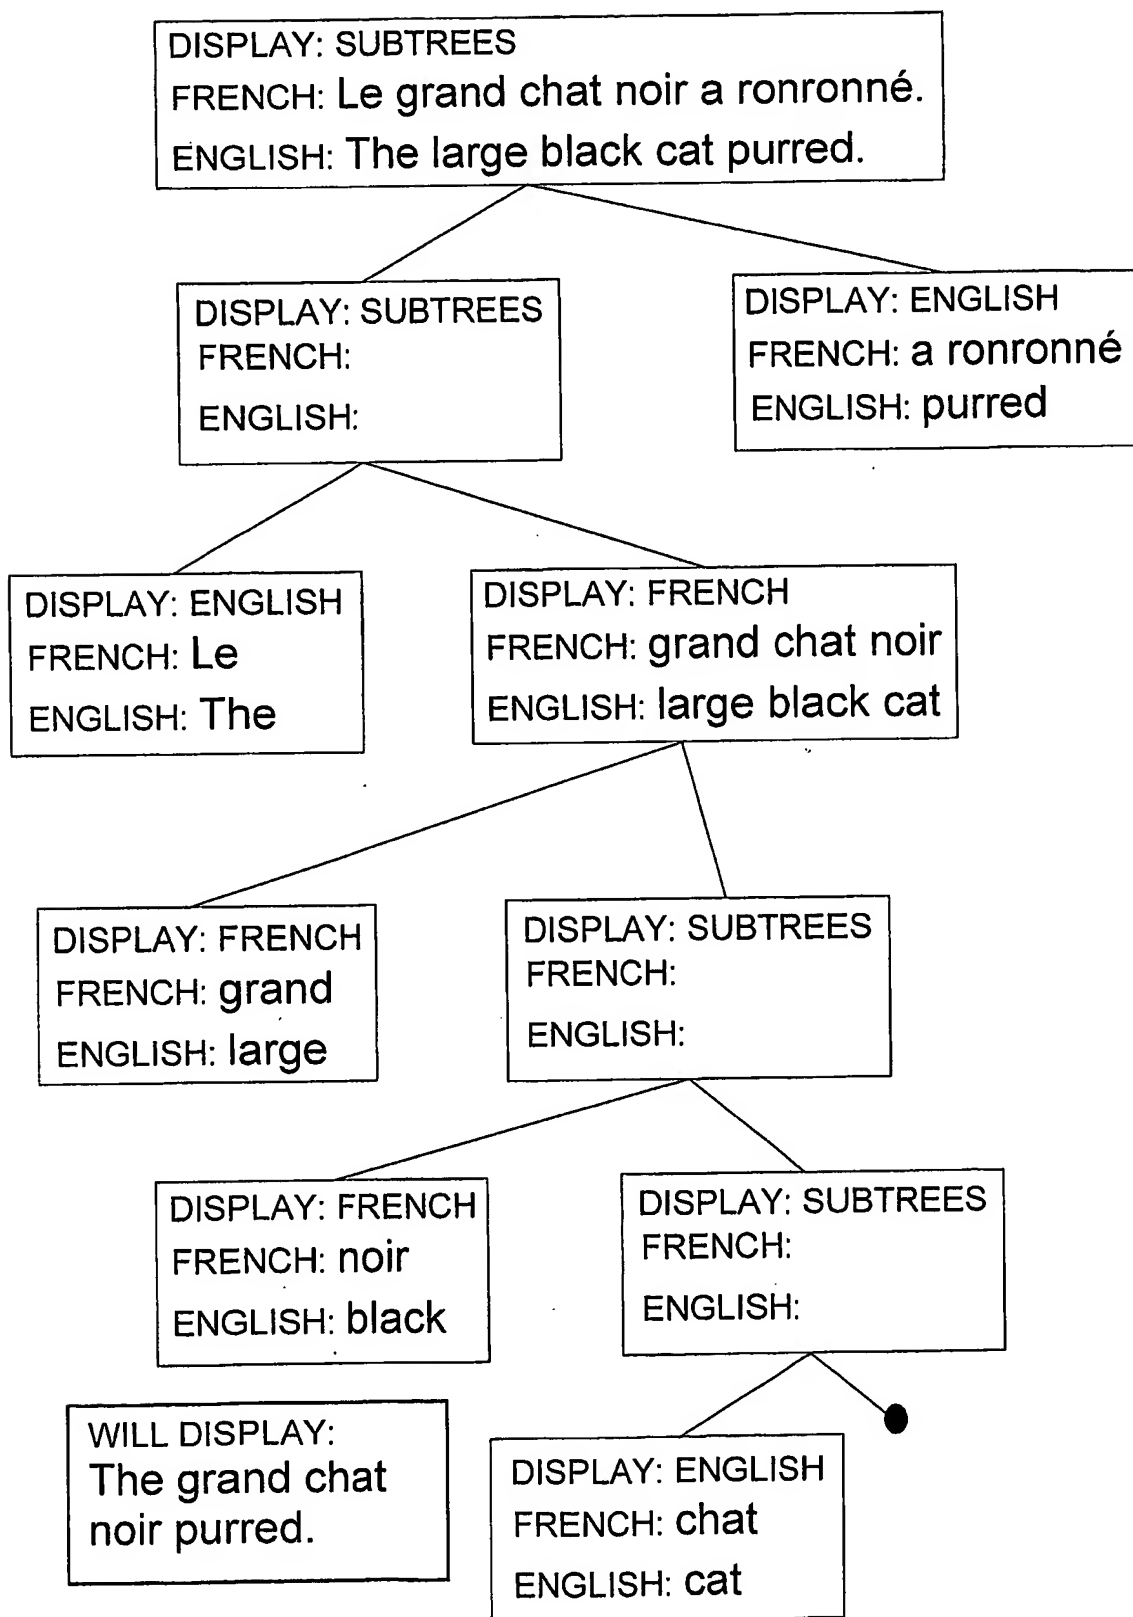 DISPLAY: SUBTREES
FRENCH: Le grand chat noir a ronronné.
ENGLISH: The large black cat purred.
DISPLAY: SUBTREES
FRENCH:
ENGLISH:
DISPLAY: ENGLISH
FRENCH: a ronronné
ENGLISH: purred
DISPLAY: ENGLISH
FRENCH: Le
ENGLISH: The
DISPLAY: FRENCH
FRENCH: grand chat noir
ENGLISH: large black cat
DISPLAY: FRENCH
FRENCH: grand
ENGLISH: large
DISPLAY: SUBTREES
FRENCH:
ENGLISH:
DISPLAY: FRENCH
FRENCH: noir
ENGLISH: black
DISPLAY: SUBTREES
FRENCH:
ENGLISH:
WILL DISPLAY:
The grand chat
noir purred.
DISPLAY: ENGLISH
FRENCH: chat
ENGLISH: cat